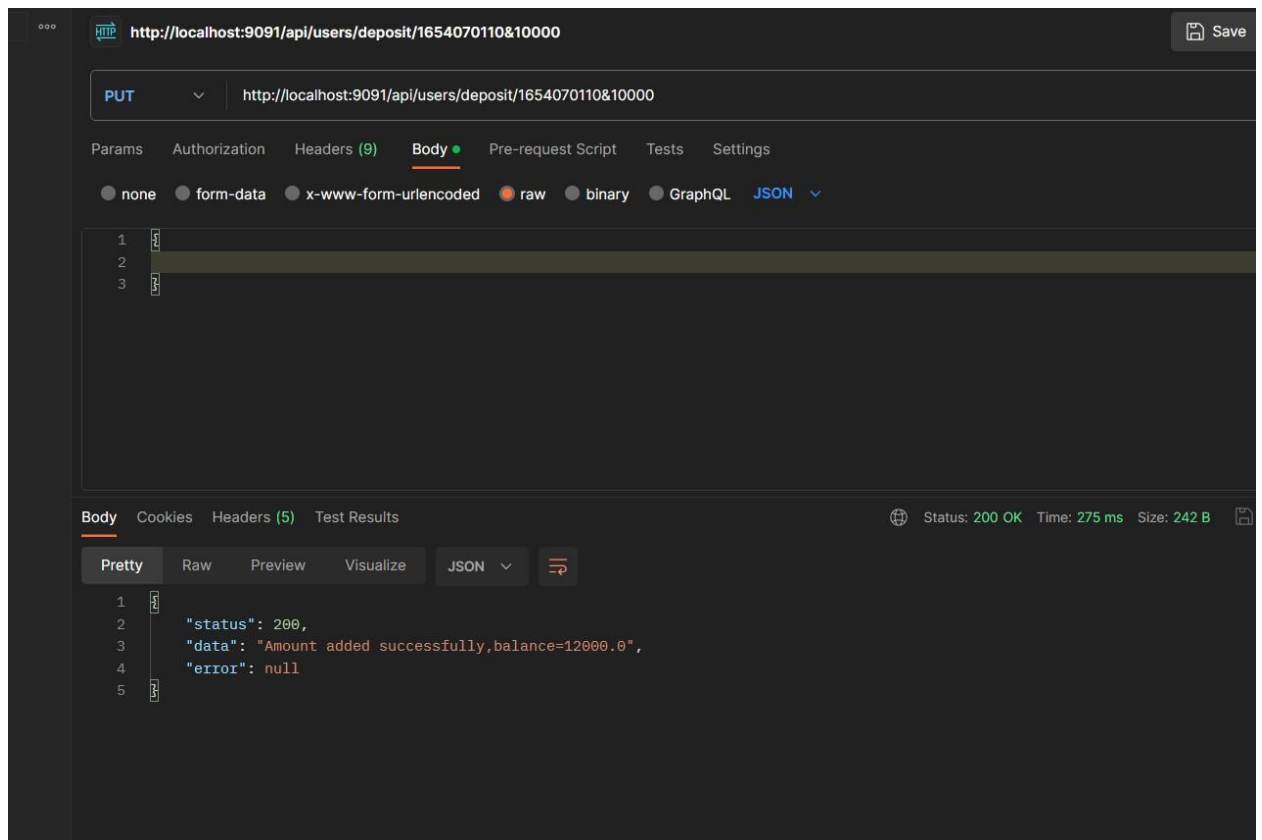 ooo HTTP http://localhost:9091/api/users/deposit/1654070110&10000 Save
PUT http://localhost:9091/api/users/deposit/1654070110&10000
Params Authorization Headers (9) Body Pre-request Script Tests Settings
none form-data x-www-form-urlencoded raw binary GraphQL JSON
1 {
2
3 }
Body Cookies Headers (5) Test Results Status: 200 OK Time: 275 ms Size: 242 B
Pretty Raw Preview Visualize JSON
1 {
2 "status": 200,
3 "data": "Amount added successfully,balance=12000.0",
4 "error": null
5 }